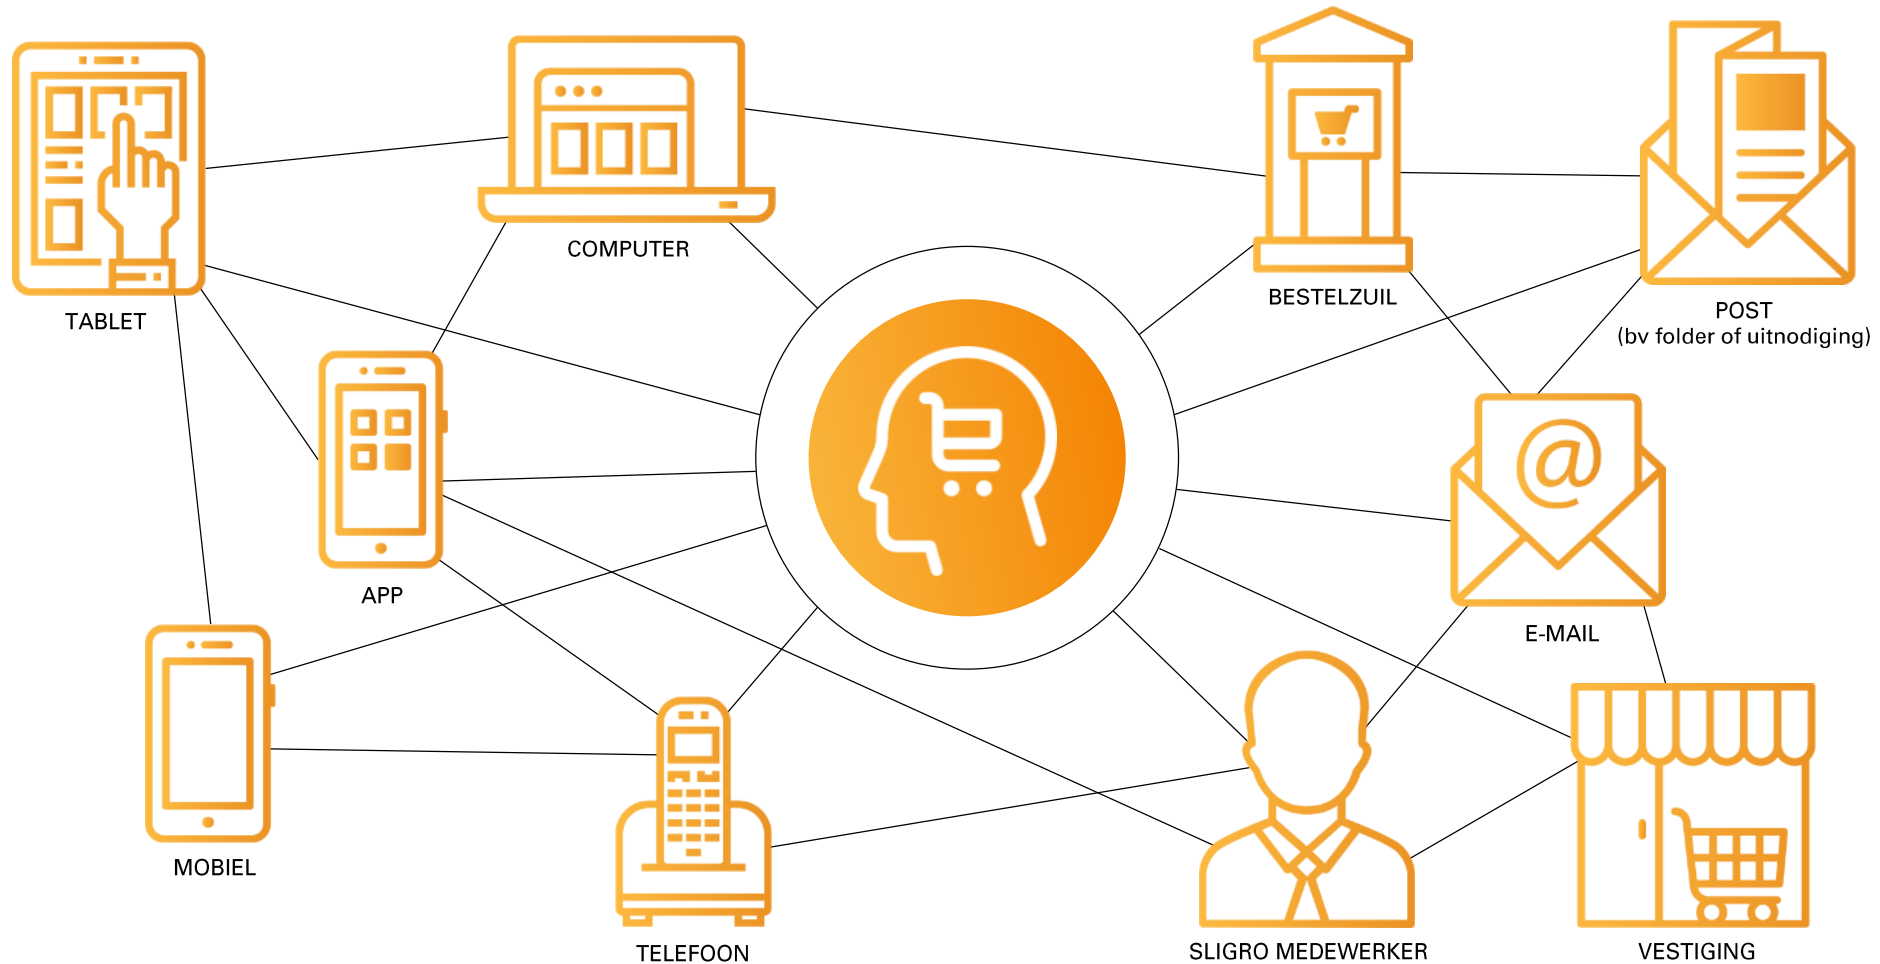 COMPUTER
BESTELZUIL
POST
(bv folder of uitnodiging)
TABLET
@
APP
E-MAIL
MOBIEL
TELEFOON
SLIGRO MEDEWERKER
VESTIGING